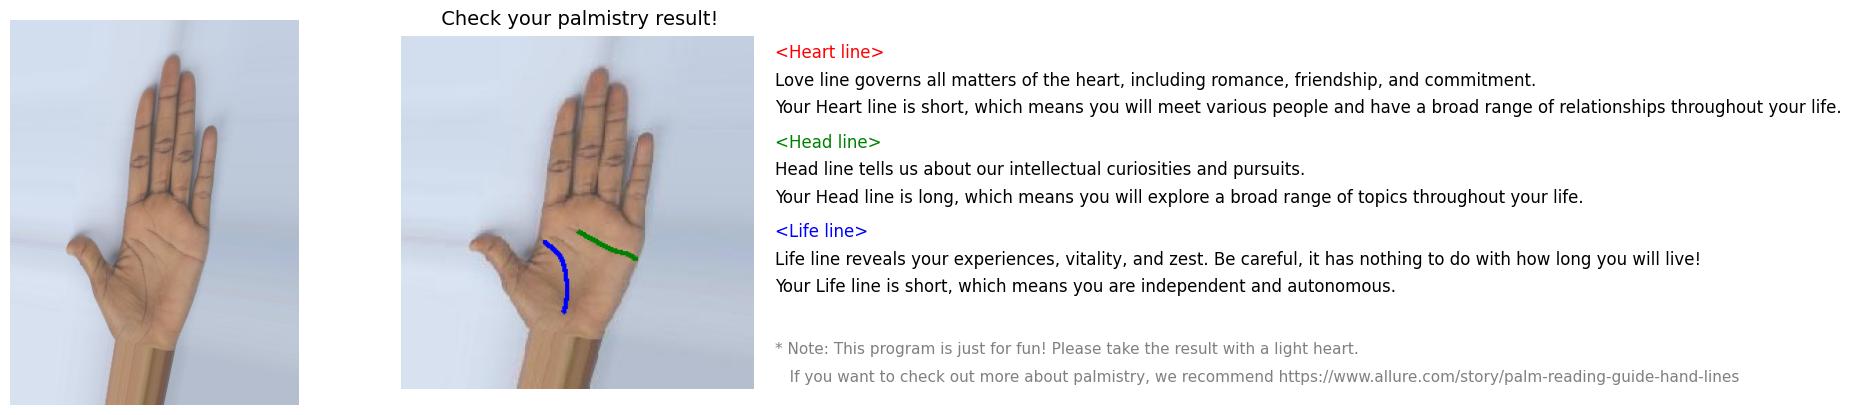 Check your palmistry result!
<Heart line>
Love line governs all matters of the heart, including romance, friendship, and commitment.
Your Heart line is short, which means you will meet various people and have a broad range of relationships throughout your life.
<Head line>
Head line tells us about our intellectual curiosities and pursuits.
Your Head line is long, which means you will explore a broad range of topics throughout your life.
<Life line>
Life line reveals your experiences, vitality, and zest. Be careful, it has nothing to do with how long you will live!
Your Life line is short, which means you are independent and autonomous.
* Note: This program is just for fun! Please take the result with a light heart.
If you want to check out more about palmistry, we recommend https://www.allure.com/story/palm-reading-guide-hand-lines